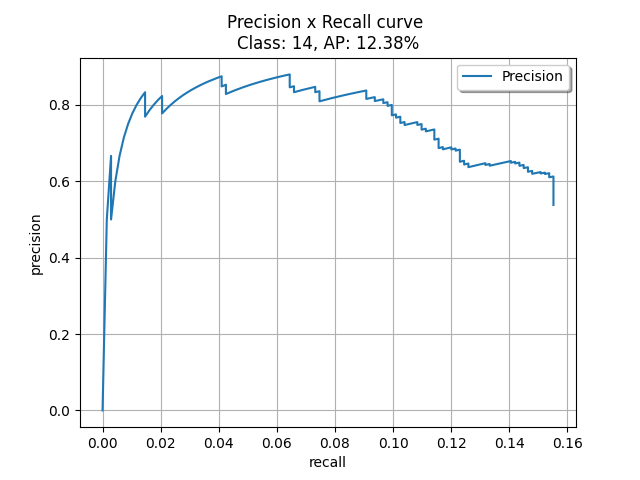 Precision x Recall curve
Class: 14, AP: 12.38%
Precision
precision
0.8
0.6
0.4
0.2
0.0
0.00 0.02 0.04 0.06 0.08 0.10 0.12 0.14 0.16
recall